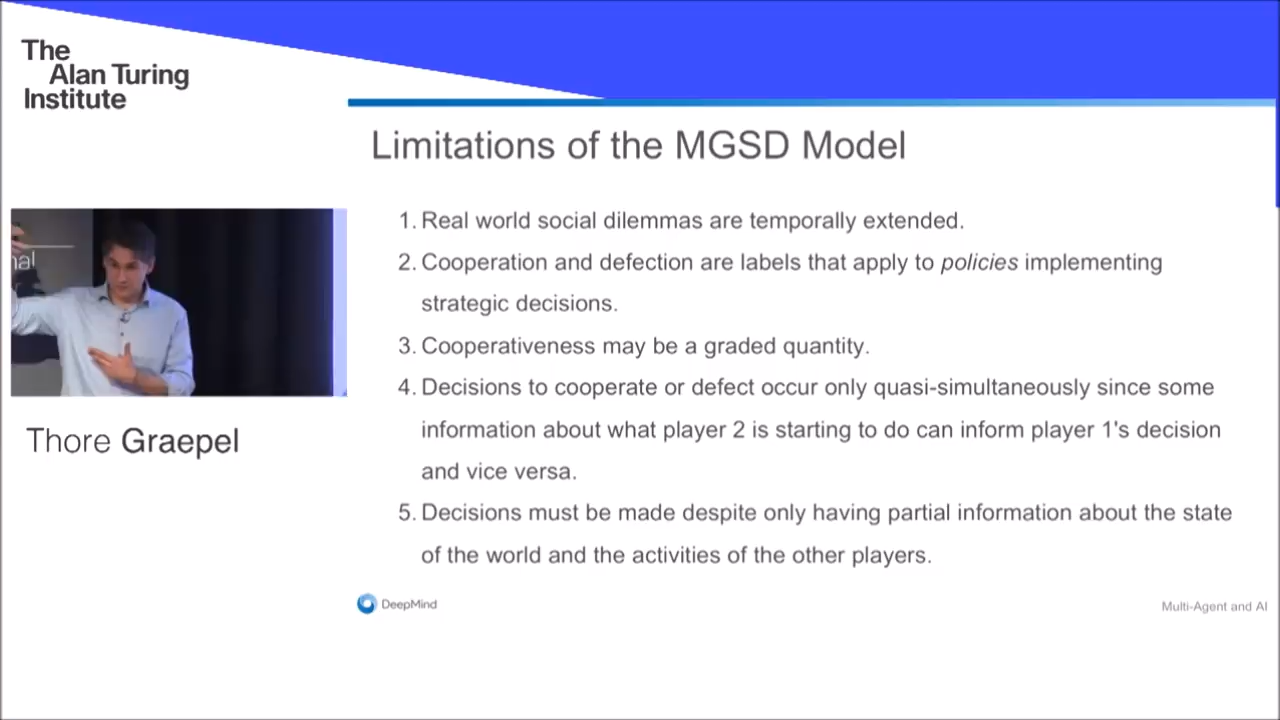 The
Alan Turing
Institute
Limitations of the MGSD Model
1. Real world social dilemmas are temporally extended.
2. Cooperation and defection are labels that apply to policies implementing
strategic decisions.
3. Cooperativeness may be a graded quantity.
4. Decisions to cooperate or defect occur only quasi-simultaneously since some
information about what player 2 is starting to do can inform player 1's decision
and vice versa.
5. Decisions must be made despite only having partial information about the state
of the world and the activities of the other players.
nal
Thore Graepel
DeepMind
Multi-Agent and AI